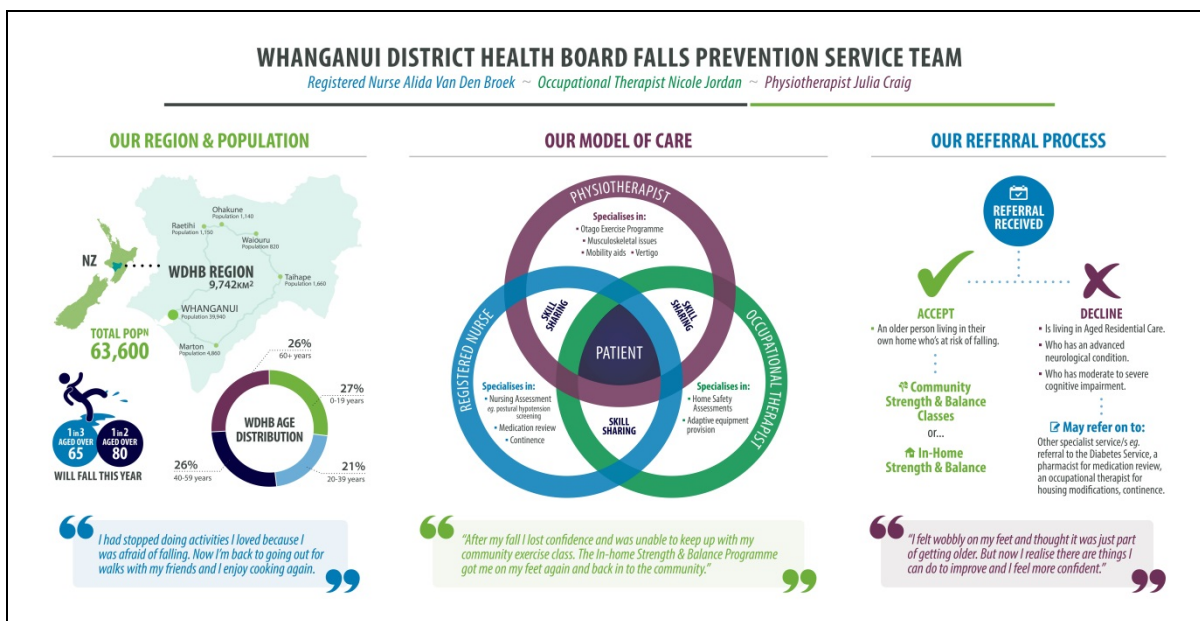 WHANGANUI DISTRICT HEALTH BOARD FALLS PREVENTION SERVICE TEAM
Registered Nurse Alida Van Den Broek ~ Occupational Therapist Nicole Jordan ~ Physiotherapist Julia Craig
OUR REGION & POPULATION
Ohakune
Population 1,140
Raetihi
Population 1,150
Waiouru
Population 820
NZ
WDHB REGION
9,742KM²
Taihape
Population 1,660
WHANGANUI
Population 39,940
TOTAL POPᴺ
63,600
Marton
Population 4,860
1 in 3
AGED OVER
65
1 in 2
AGED OVER
80
WILL FALL THIS YEAR
WDHB AGE
DISTRIBUTION
26%
60+ years
27%
0-19 years
26%
40-59 years
21%
20-39 years
“
I had stopped doing activities I loved because I
was afraid of falling. Now I'm back to going out for
walks with my friends and I enjoy cooking again.
”
OUR MODEL OF CARE
PHYSIOTHERAPIST
Specialises in:
• Otago Exercise Programme
• Musculoskeletal issues
• Mobility aids • Vertigo
SKILL
SHARING
SKILL
SHARING
PATIENT
REGISTERED NURSE
Specialises in:
• Nursing Assessment
eg. postural hypotension
screening
• Medication review
• Continence
OCCUPATIONAL THERAPIST
Specialises in:
• Home Safety
Assessments
• Adaptive equipment
provision
SKILL
SHARING
“
"After my fall I lost confidence and was unable to keep up with my
community exercise class. The In-home Strength & Balance Programme
got me on my feet again and back in to the community."
”
OUR REFERRAL PROCESS
REFERRAL
RECEIVED
ACCEPT
• An older person living in their
own home who's at risk of falling.
Community
Strength & Balance
Classes
or...
In-Home
Strength & Balance
DECLINE
• Is living in Aged Residential Care.
• Who has an advanced
neurological condition.
• Who has moderate to severe
cognitive impairment.
May refer on to:
Other specialist service/s eg.
referral to the Diabetes Service, a
pharmacist for medication review,
an occupational therapist for
housing modifications, continence.
“
"I felt wobbly on my feet and thought it was just part
of getting older. But now I realise there are things I
can do to improve and I feel more confident."
”